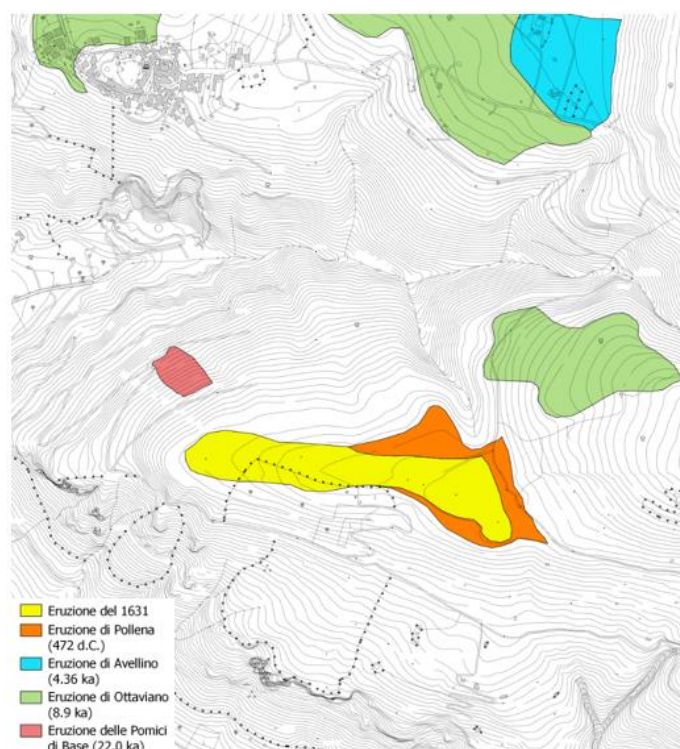 Eruzione del 1631
Eruzione di Pollena
(472 d.C.)
Eruzione di Avellino
(4.36 ka)
Eruzione di Ottaviano
(8.9 ka)
Eruzione delle Pomici
di Base (22.0 ka)